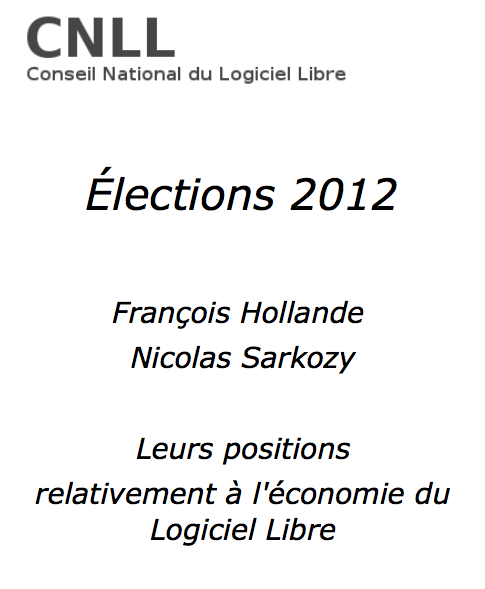 CNLL
Conseil National du Logiciel Libre
Élections 2012
François Hollande
Nicolas Sarkozy
Leurs positions
relativement à l'économie du
Logiciel Libre